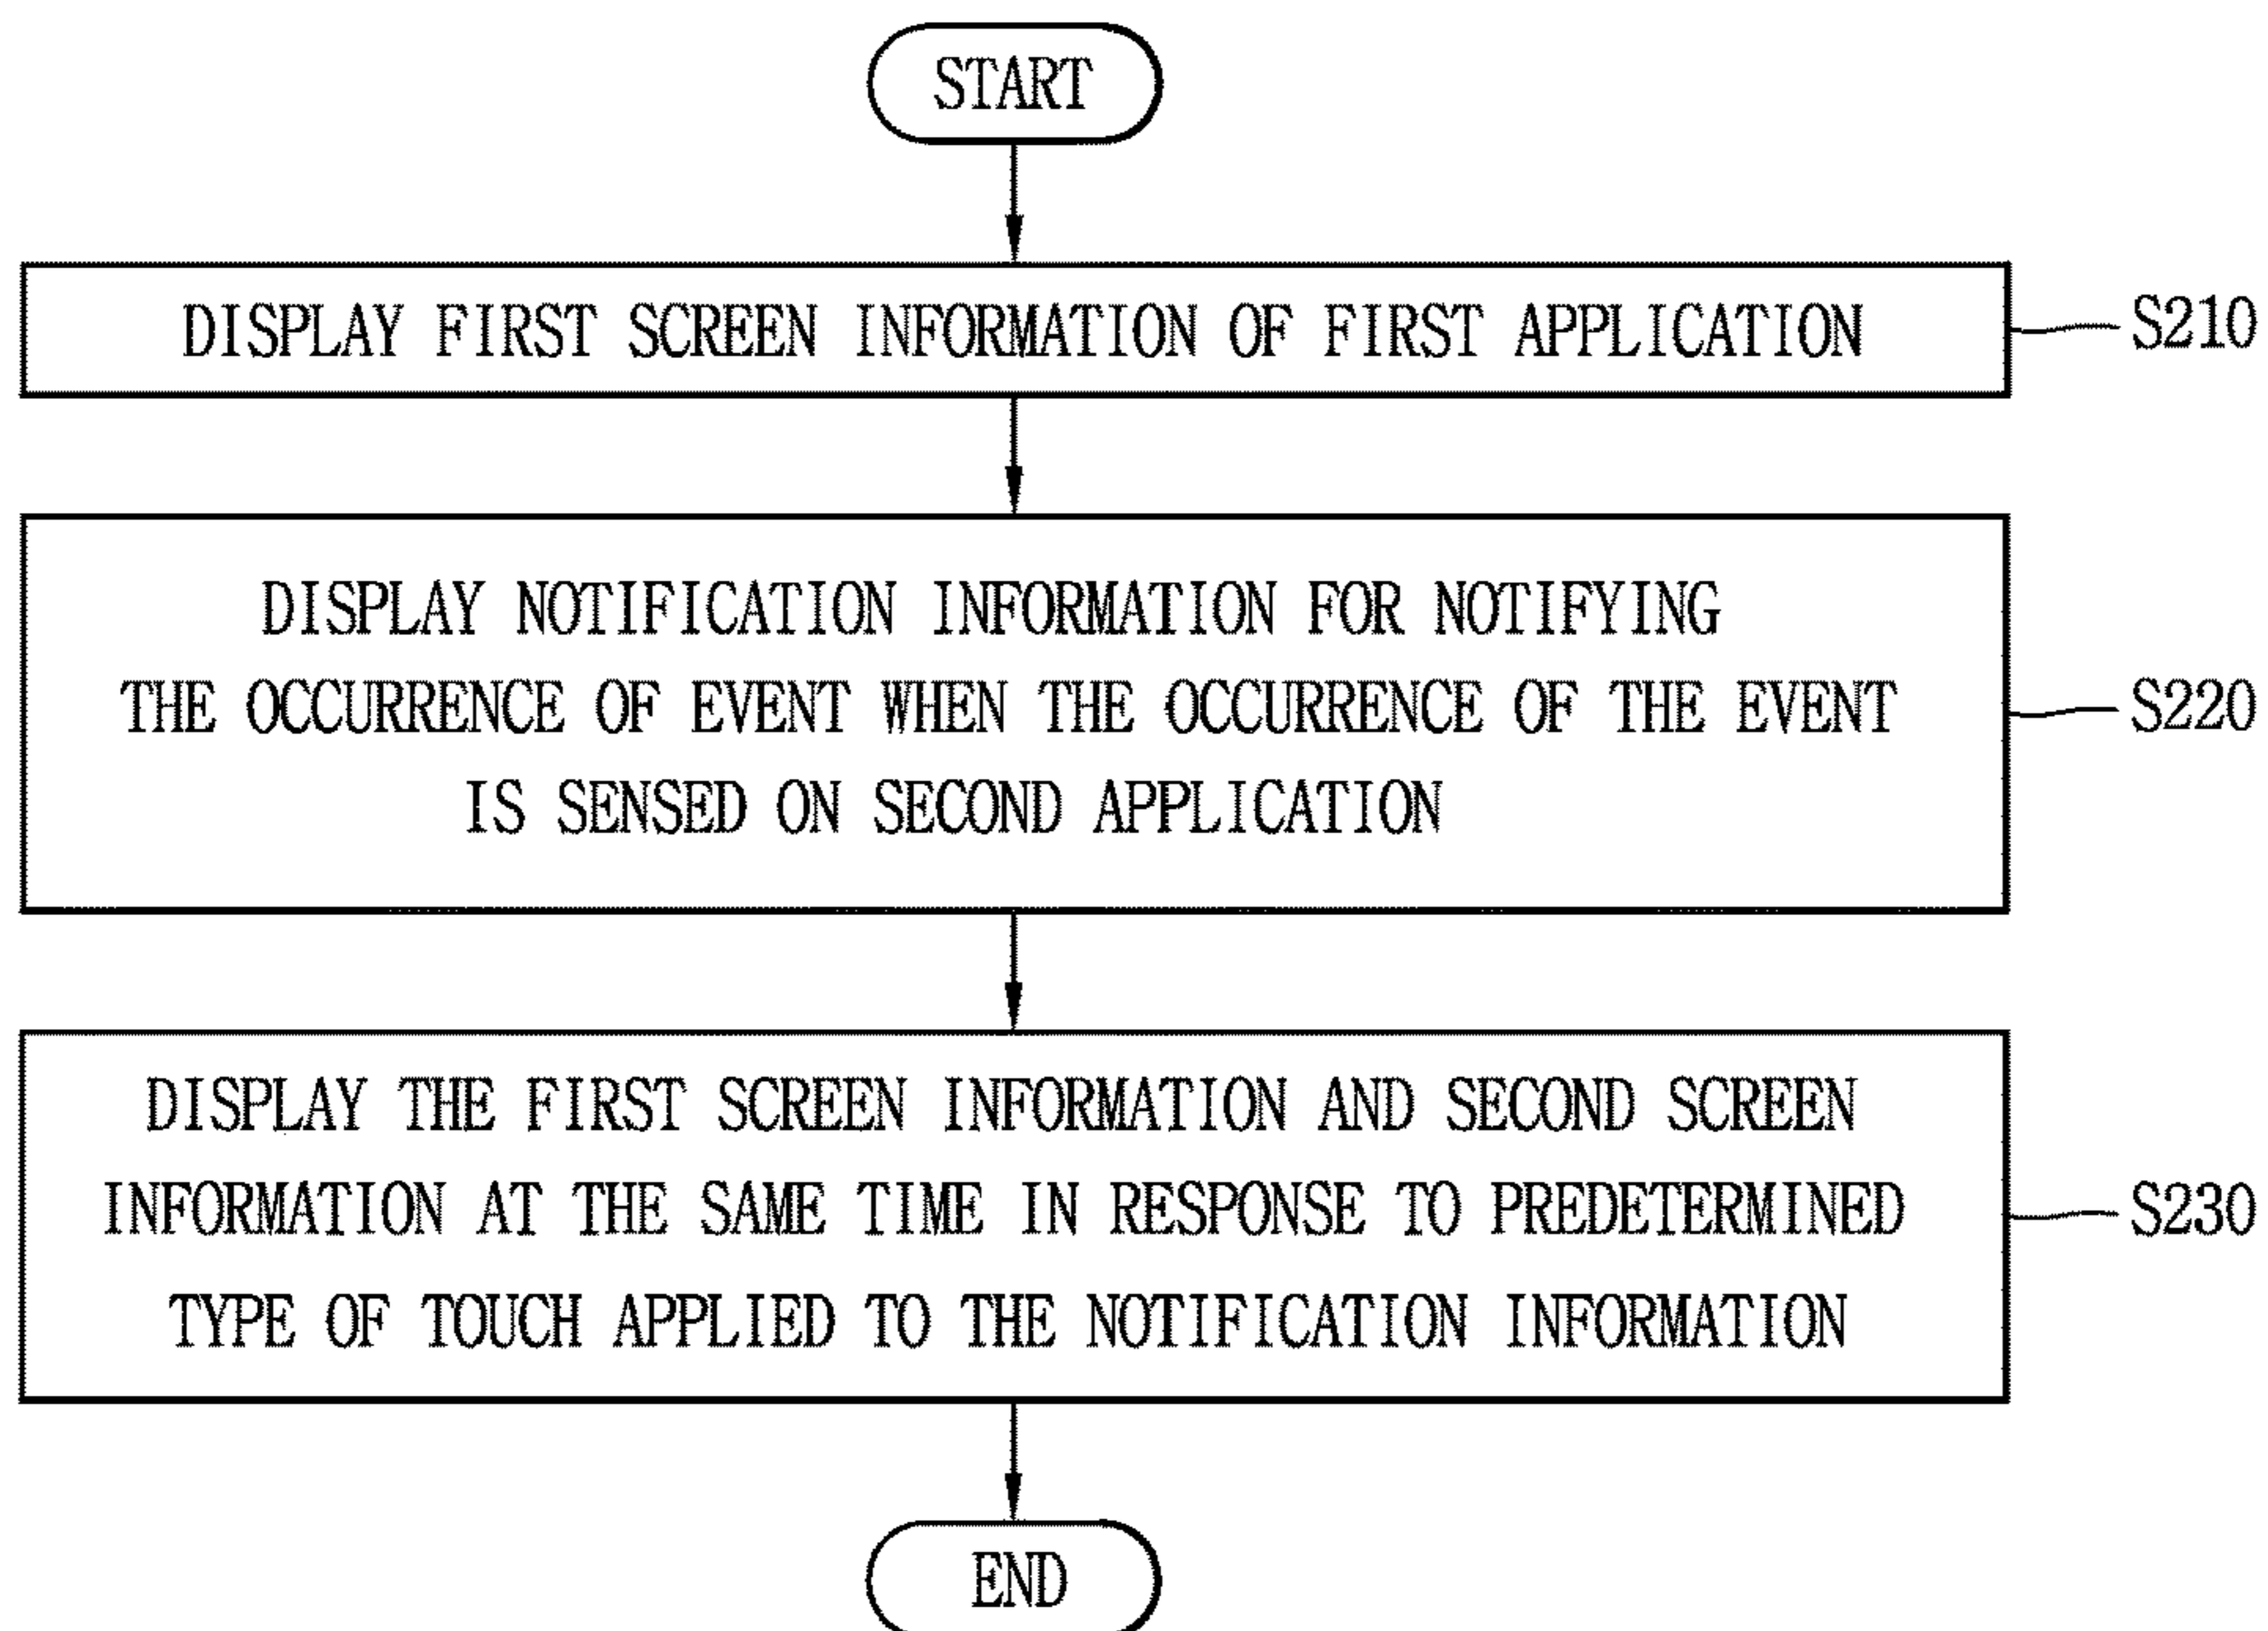 START
DISPLAY FIRST SCREEN INFORMATION OF FIRST APPLICATION
S210
DISPLAY NOTIFICATION INFORMATION FOR NOTIFYING
THE OCCURRENCE OF EVENT WHEN THE OCCURRENCE OF THE EVENT
IS SENSED ON SECOND APPLICATION
S220
DISPLAY THE FIRST SCREEN INFORMATION AND SECOND SCREEN
INFORMATION AT THE SAME TIME IN RESPONSE TO PREDETERMINED
TYPE OF TOUCH APPLIED TO THE NOTIFICATION INFORMATION
S230
END